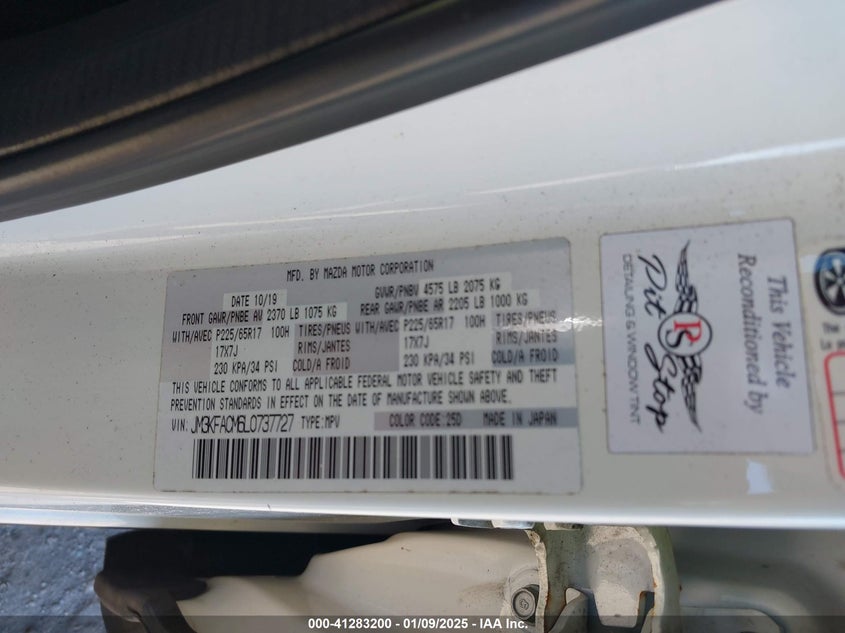 MFD. BY MAZDA MOTOR CORPORATION
DATE 10/19 GVWR/PNBV 4575 LB 2075 KG
FRONT GAWR/PNBE AV 2370 LB 1075 KG REAR GAWR/PNBE AR 2205 LB 1000 KG
WITH/AVEC P225/65R17 100H TIRES/PNEUS WITH/AVEC P225/65R17 100H TIRES/PNEUS
17X7J RIMS/JANTES 17X7J RIMS/JANTES
230 KPA/34 PSI COLD/A FROID 230 KPA/34 PSI COLD/A FROID
THIS VEHICLE CONFORMS TO ALL APPLICABLE FEDERAL MOTOR VEHICLE SAFETY AND THEFT
PREVENTION STANDARDS IN EFFECT ON THE DATE OF MANUFACTURE SHOWN ABOVE.
VIN: JM3KFACM6L0737727 TYPE: MPV COLOR CODE: 25D MADE IN JAPAN
This Vehicle
Reconditioned by
PS
Pit Stop
DETAILING & WINDOW TINT
000-41283200 - 01/09/2025 - IAA Inc.